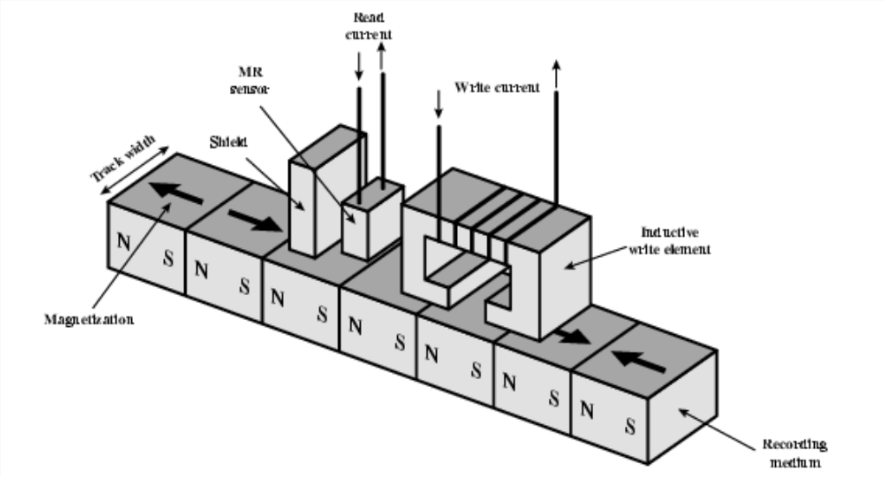 Read
current
MR
sensor
Write current
Shield
Track width
Inductive
write element
N S N S N S N S N S N S N S
Magnetization
Recording
medium